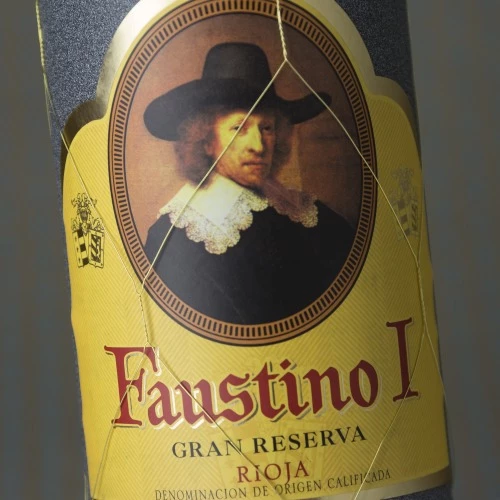 Faustino I
GRAN RESERVA
RIOJA
DENOMINACION DE ORIGEN CALIFICADA